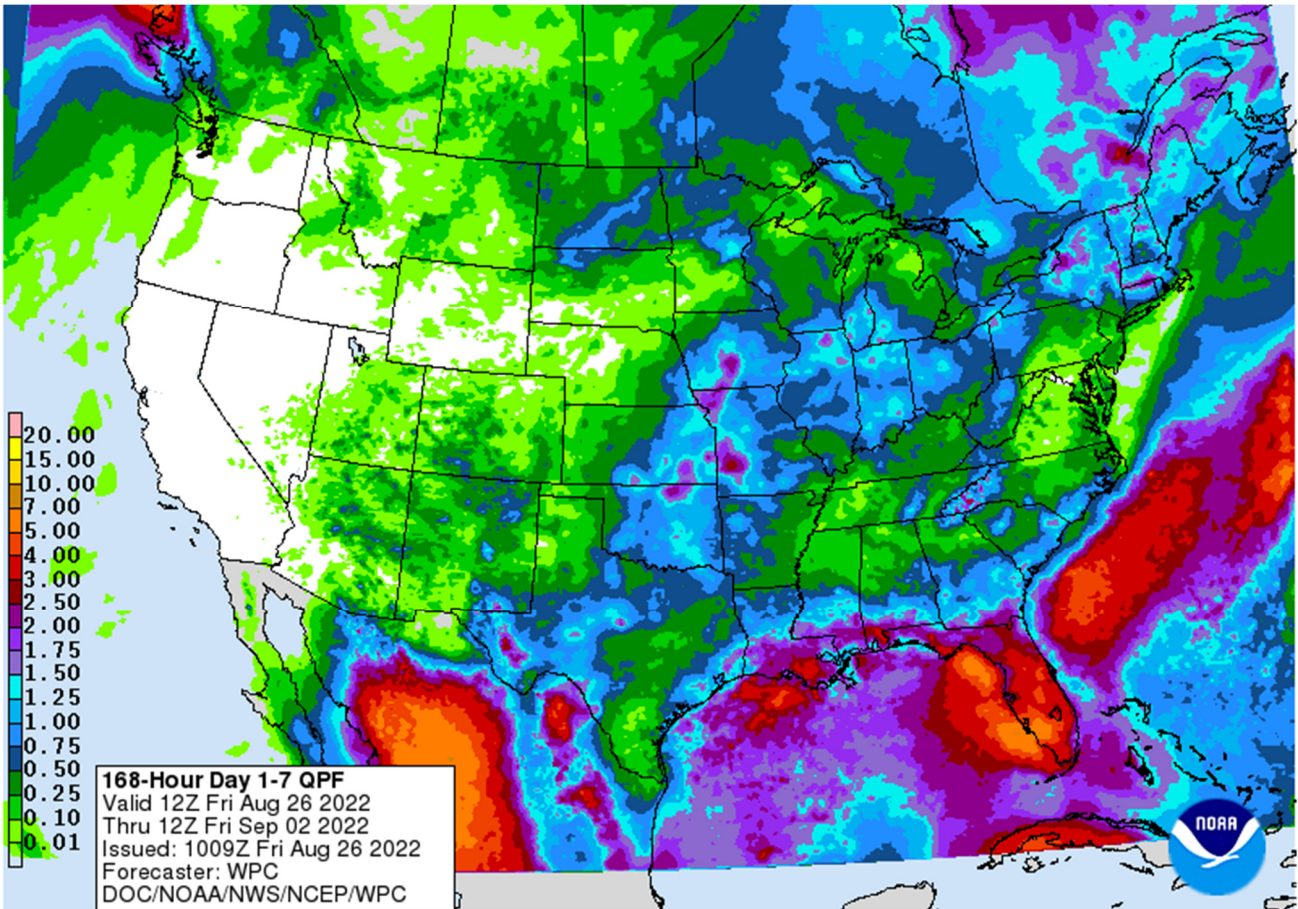 20.00
15.00
10.00
7.00
5.00
4.00
3.00
2.50
2.00
1.75
1.50
1.25
1.00
0.75
0.50
0.25
0.10
0.01
168-Hour Day 1-7 QPF
Valid 12Z Fri Aug 26 2022
Thru 12Z Fri Sep 02 2022
Issued: 1009Z Fri Aug 26 2022
Forecaster: WPC
DOC/NOAA/NWS/NCEP/WPC
NOAA